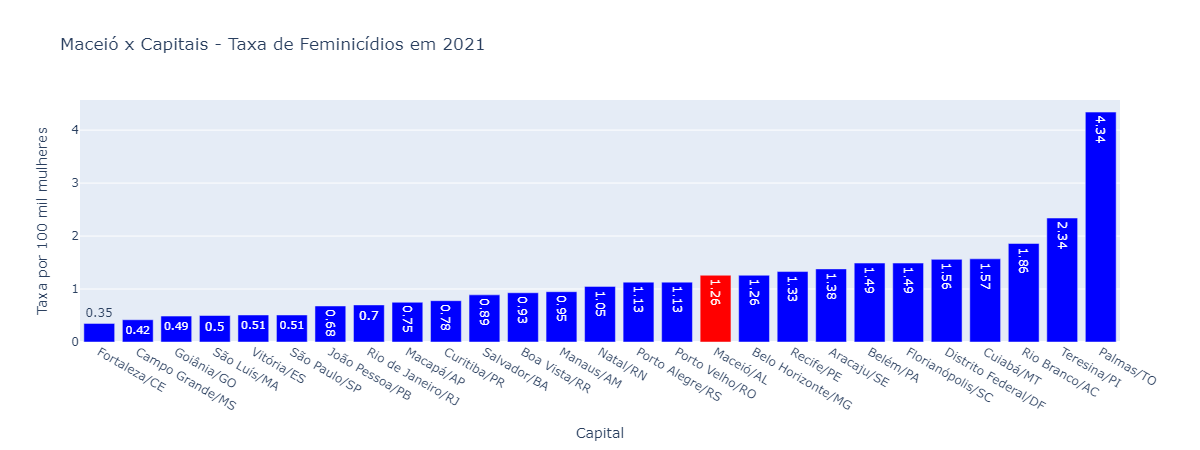 Maceió x Capitais - Taxa de Feminicídios em 2021
Taxa por 100 mil mulheres
4
3
2
1
0
0.35
0.42
0.49
0.5
0.51
0.51
0.68
0.7
0.75
0.78
0.89
0.93
0.95
1.05
1.13
1.13
1.26
1.26
1.33
1.38
1.49
1.49
1.56
1.57
1.86
2.34
4.34
Fortaleza/CE
Campo Grande/MS
Goiânia/GO
São Luís/MA
Vitória/ES
São Paulo/SP
João Pessoa/PB
Rio de Janeiro/RJ
Macapá/AP
Curitiba/PR
Salvador/BA
Boa Vista/RR
Manaus/AM
Natal/RN
Porto Alegre/RS
Porto Velho/RO
Maceió/AL
Belo Horizonte/MG
Recife/PE
Aracaju/SE
Belém/PA
Florianópolis/SC
Distrito Federal/DF
Cuiabá/MT
Rio Branco/AC
Teresina/PI
Palmas/TO
Capital